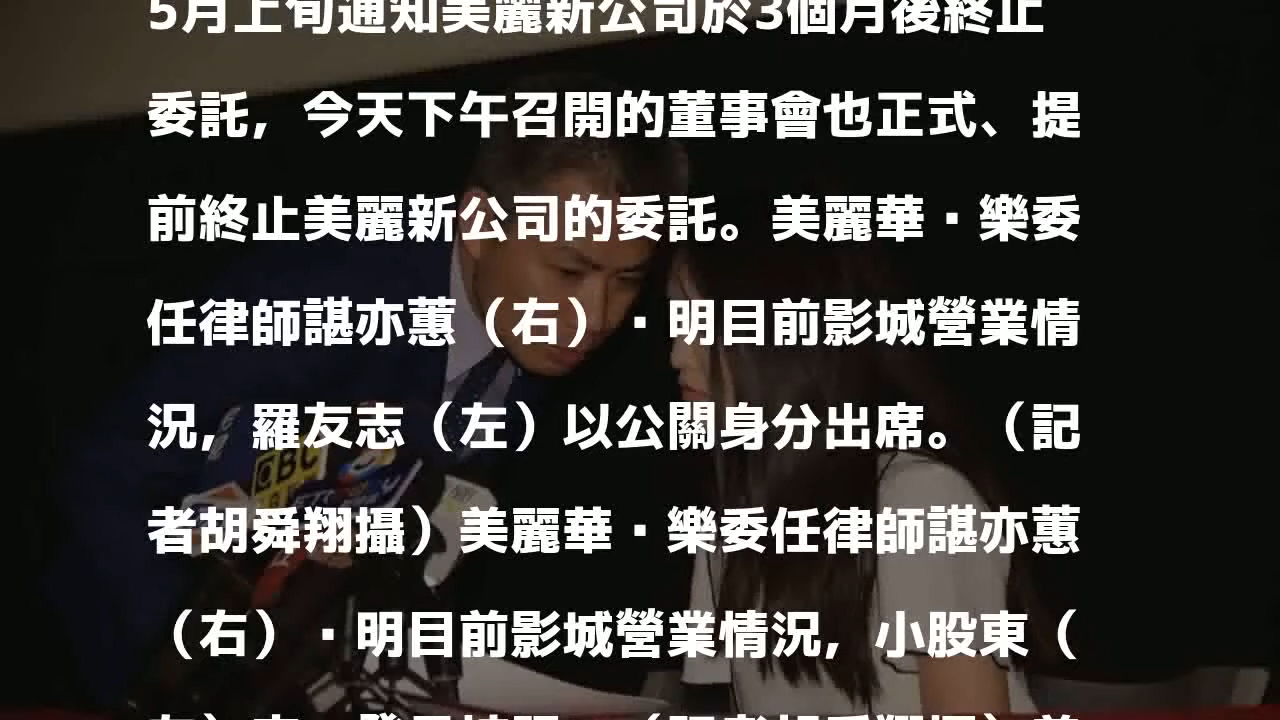 5月上旬通知美麗新公司於3個月後終止
委託，今天下午召開的董事會也正式、提
前終止美麗新公司的委託。美麗華·樂委
任律師諶亦蕙（右）·明目前影城營業情
況，羅友志（左）以公關身分出席。（記
者胡舜翔攝）美麗華·樂委任律師諶亦蕙
（右）·明目前影城營業情況，小股東（